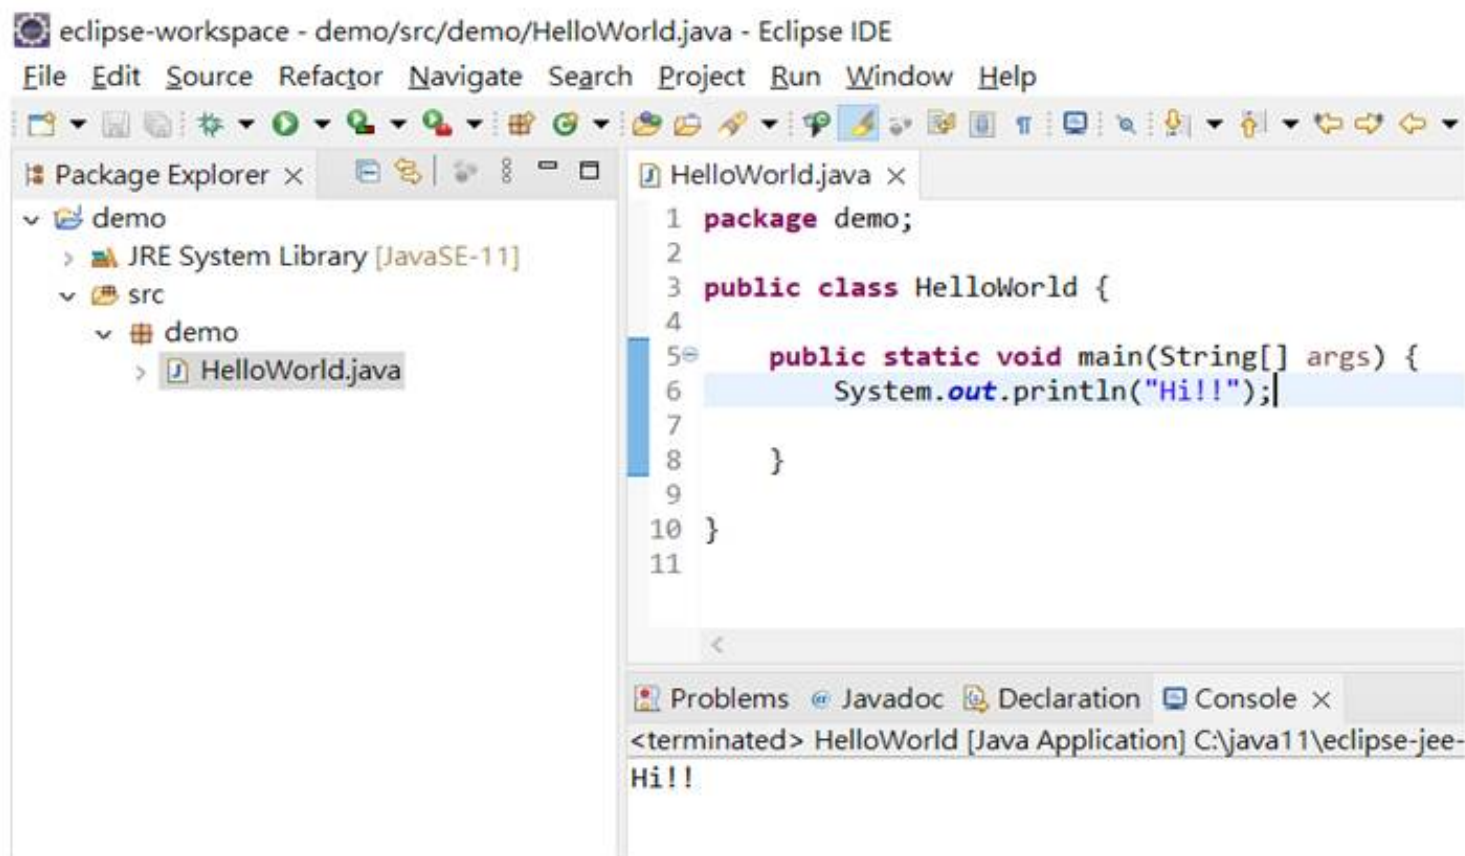 eclipse-workspace - demo/src/demo/HelloWorld.java - Eclipse IDE
File Edit Source Refactor Navigate Search Project Run Window Help
Package Explorer
demo
JRE System Library [JavaSE-11]
src
demo
HelloWorld.java
HelloWorld.java
1 package demo;
2
3 public class HelloWorld {
4
5 public static void main(String[] args) {
6 System.out.println("Hi!!");
7
8 }
9
10 }
11
Problems @ Javadoc Declaration Console
<terminated> HelloWorld [Java Application] C:\java11\eclipse-jee-
Hi!!